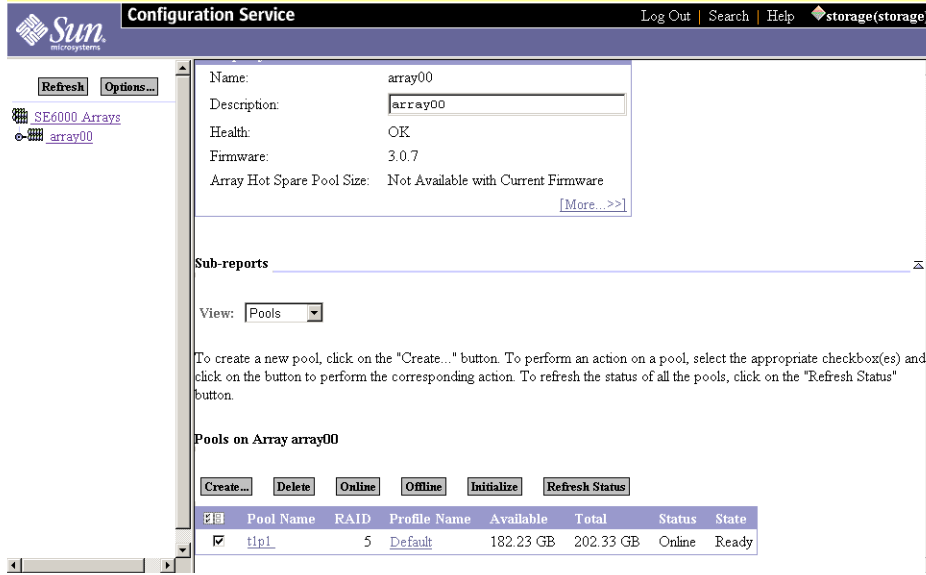 Sun
microsystems
Configuration Service
Log Out | Search | Help storage(storage)
Refresh Options...
SE6000 Arrays
array00
Name: array00
Description: array00
Health: OK
Firmware: 3.0.7
Array Hot Spare Pool Size: Not Available with Current Firmware
[More...>>]
Sub-reports
View: Pools
To create a new pool, click on the "Create..." button. To perform an action on a pool, select the appropriate checkbox(es) and
click on the button to perform the corresponding action. To refresh the status of all the pools, click on the "Refresh Status"
button.
Pools on Array array00
Create... Delete Online Offline Initialize Refresh Status
Pool Name RAID Profile Name Available Total Status State
t1p1 5 Default 182.23 GB 202.33 GB Online Ready